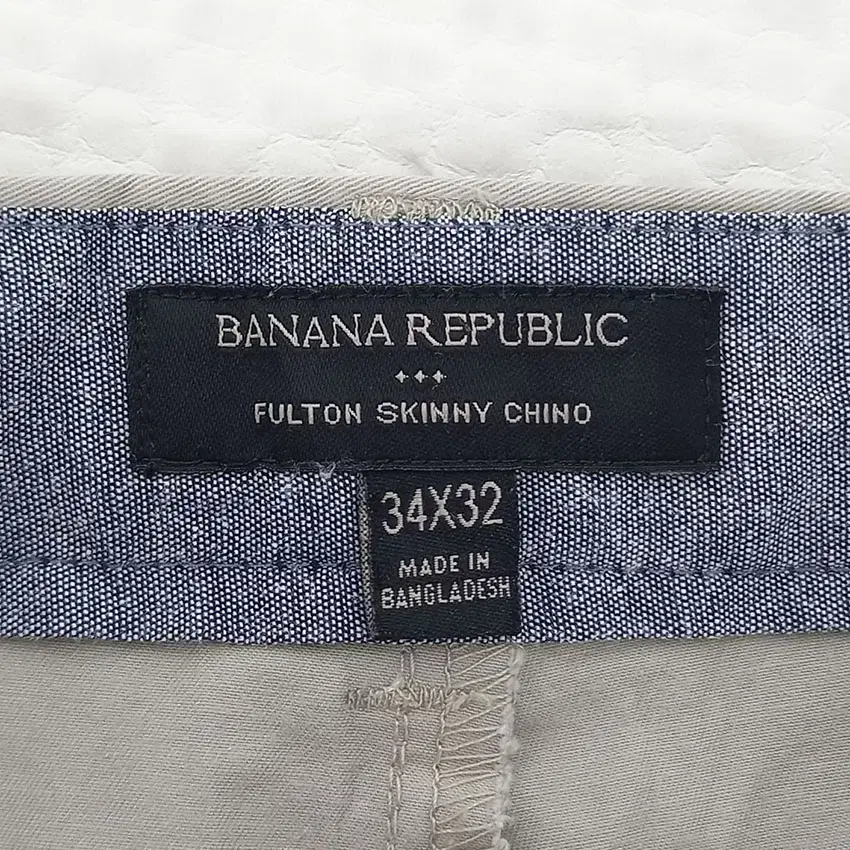 BANANA REPUBLIC
FULTON SKINNY CHINO
34X32
MADE IN
BANGLADESH